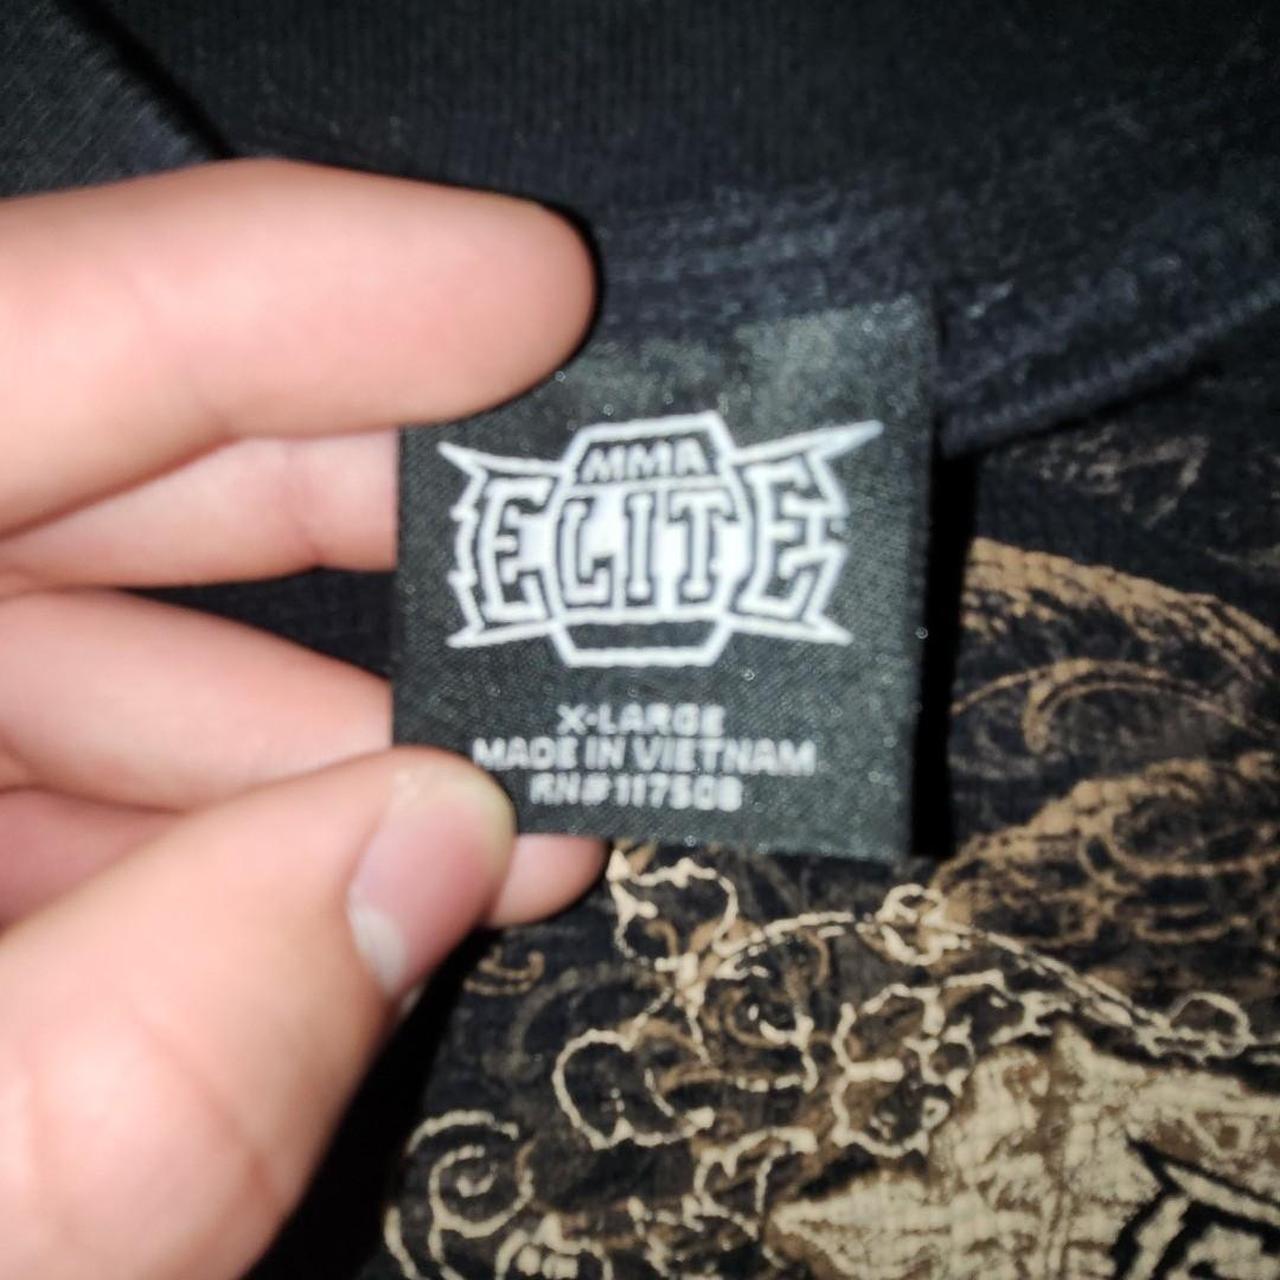 MMA
ELITE
X-LARGE
MADE IN VIETNAM
RN# 117508